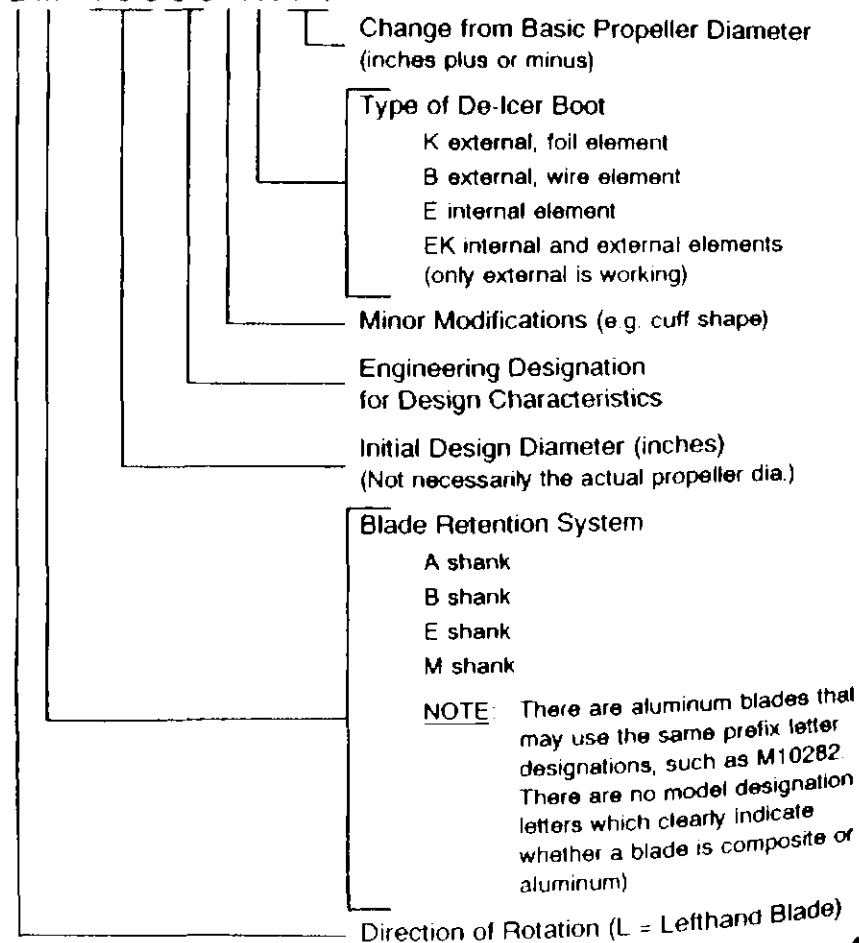 Change from Basic Propeller Diameter
(inches plus or minus)
Type of De-Icer Boot
K external, foil element
B external, wire element
E internal element
EK internal and external elements
(only external is working)
Minor Modifications (e.g. cuff shape)
Engineering Designation
for Design Characteristics
Initial Design Diameter (inches)
(Not necessarily the actual propeller dia.)
Blade Retention System
A shank
B shank
E shank
M shank
NOTE: There are aluminum blades that
may use the same prefix letter
designations, such as M10282.
There are no model designation
letters which clearly indicate
whether a blade is composite or
aluminum)
Direction of Rotation (L = Lefthand Blade)